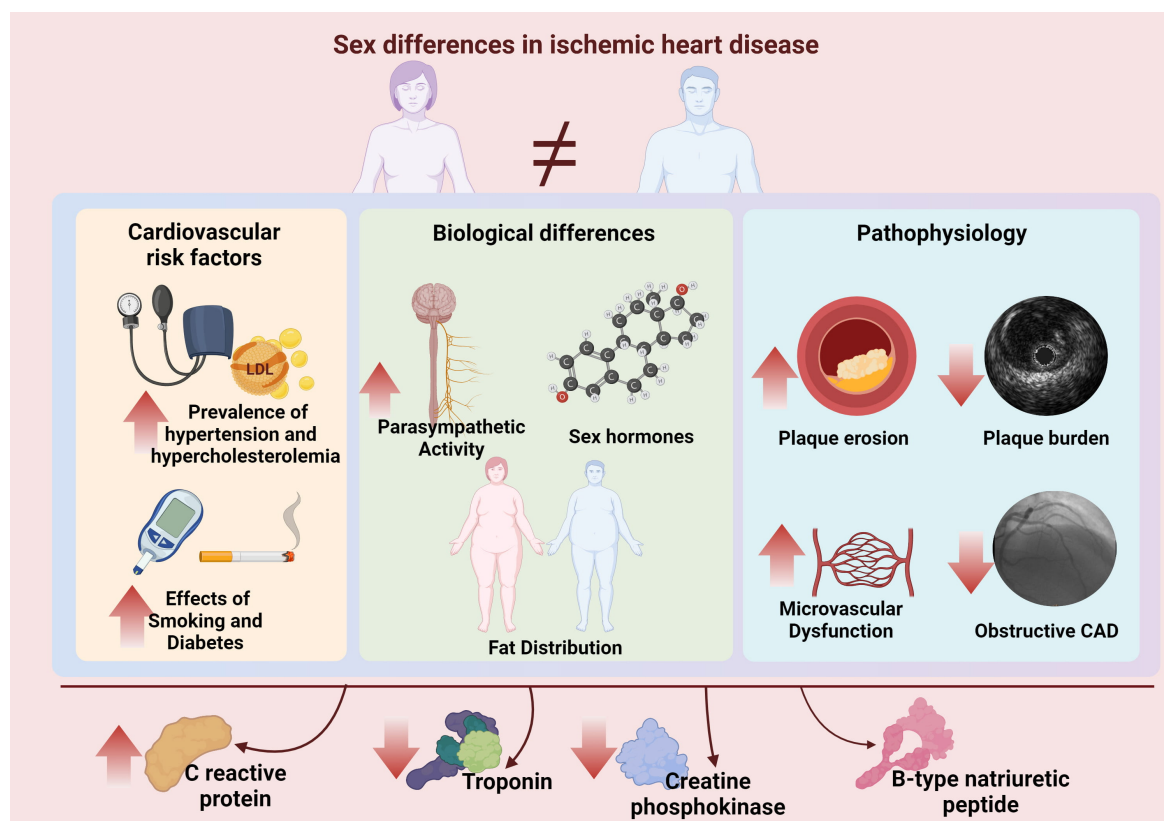 Sex differences in ischemic heart disease
≠
Cardiovascular
risk factors
LDL
Prevalence of
hypertension and
hypercholesterolemia
Effects of
Smoking and
Diabetes
Biological differences
Parasympathetic
Activity
Sex hormones
Fat Distribution
Pathophysiology
Plaque erosion
Plaque burden
Microvascular
Dysfunction
Obstructive CAD
C reactive
protein
Troponin
Creatine
phosphokinase
B-type natriuretic
peptide